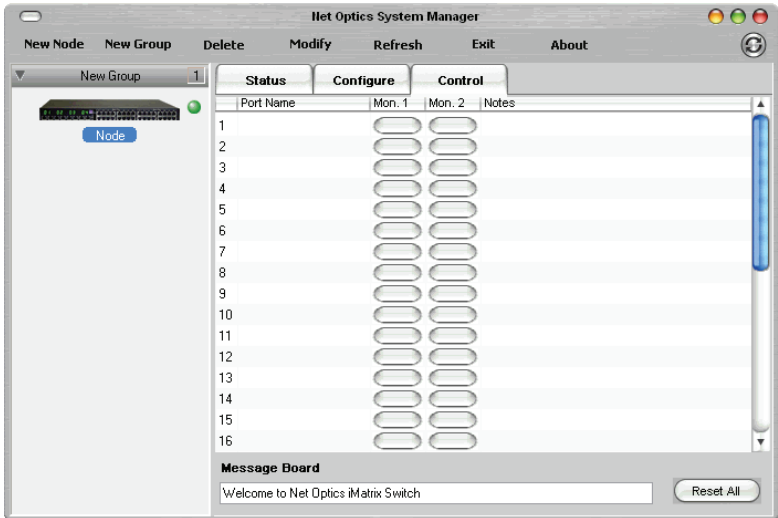 Net Optics System Manager
New Node New Group Delete Modify Refresh Exit About
New Group 1
Node
Status Configure Control
Port Name Mon. 1 Mon. 2 Notes
1
2
3
4
5
6
7
8
9
10
11
12
13
14
15
16
Message Board
Welcome to Net Optics iMatrix Switch
Reset All